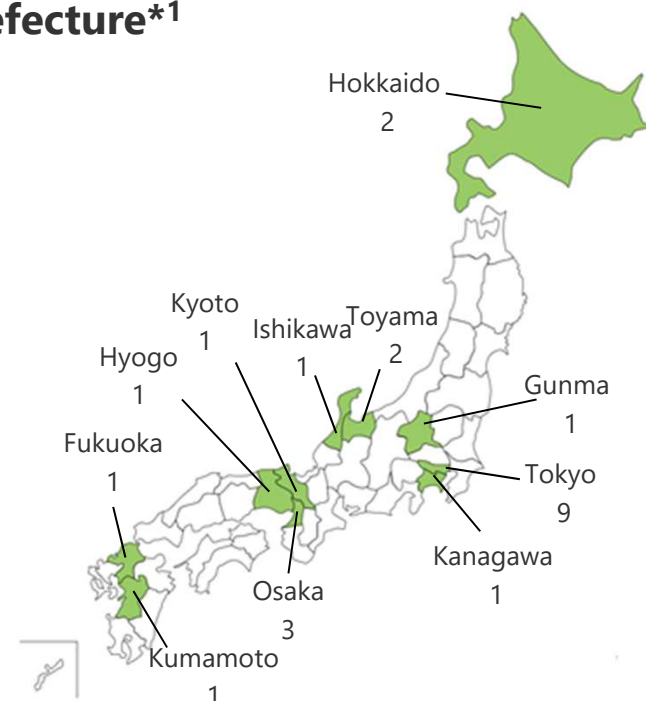 efecture*1
Hokkaido
2
Kyoto
1
Ishikawa
1
Toyama
2
Hyogo
1
Gunma
1
Fukuoka
1
Tokyo
9
Kanagawa
1
Osaka
3
Kumamoto
1